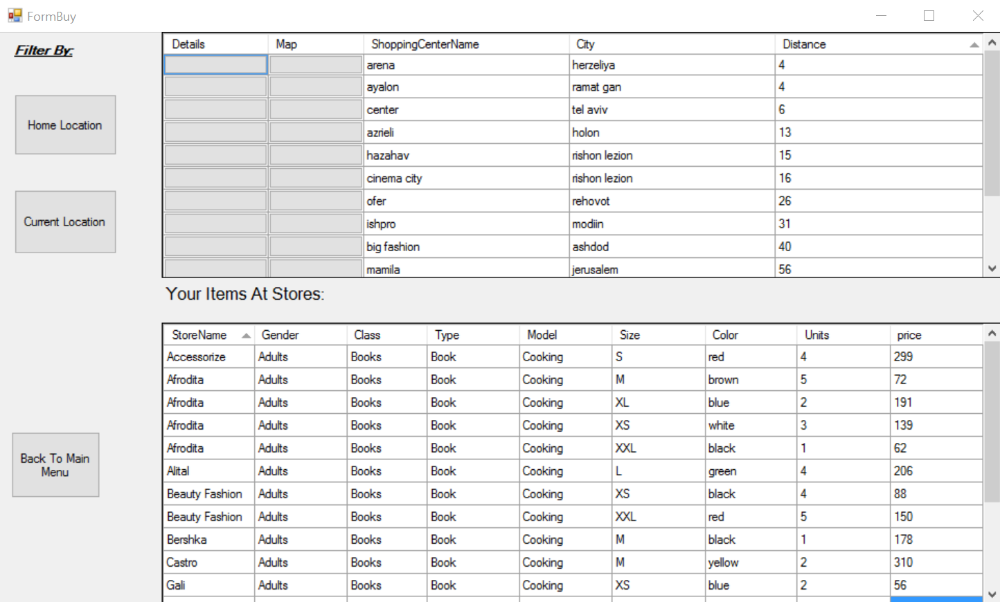 FormBuy
Filter By:
Home Location
Current Location
Back To Main
Menu
Details Map ShoppingCenterName City Distance
arena herzeliya 4
ayalon ramat gan 4
center tel aviv 6
azrieli holon 13
hazahav rishon lezion 15
cinema city rishon lezion 16
ofer rehovot 26
ishpro modiin 31
big fashion ashdod 40
mamila jerusalem 56
Your Items At Stores:
StoreName Gender Class Type Model Size Color Units price
Accessorize Adults Books Book Cooking S red 4 299
Afrodita Adults Books Book Cooking M brown 5 72
Afrodita Adults Books Book Cooking XL blue 2 191
Afrodita Adults Books Book Cooking XS white 3 139
Afrodita Adults Books Book Cooking XXL black 1 62
Alital Adults Books Book Cooking L green 4 206
Beauty Fashion Adults Books Book Cooking XS black 4 88
Beauty Fashion Adults Books Book Cooking XXL red 5 150
Bershka Adults Books Book Cooking M black 1 178
Castro Adults Books Book Cooking M yellow 2 310
Gali Adults Books Book Cooking XS blue 2 56